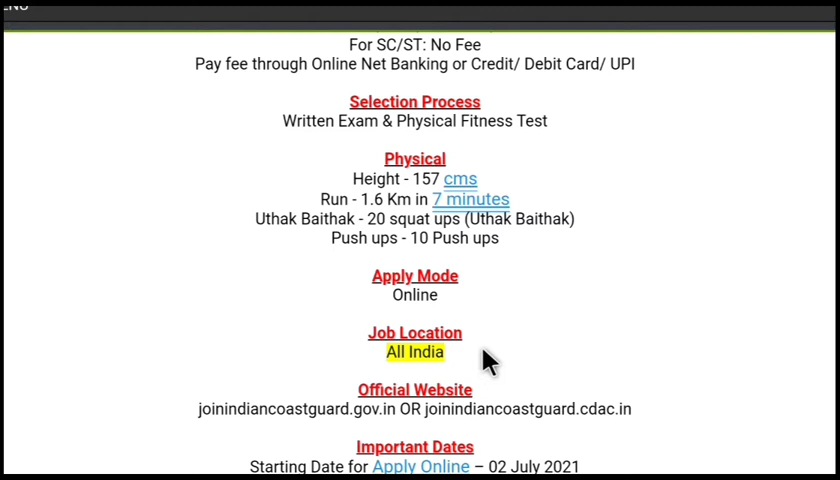 For SC/ST: No Fee
Pay fee through Online Net Banking or Credit/ Debit Card/ UPI
Selection Process
Written Exam & Physical Fitness Test
Physical
Height - 157 cms
Run - 1.6 Km in 7 minutes
Uthak Baithak - 20 squat ups (Uthak Baithak)
Push ups - 10 Push ups
Apply Mode
Online
Job Location
All India
Official Website
joinindiancoastguard.gov.in OR joinindiancoastguard.cdac.in
Important Dates
Starting Date for Apply Online – 02 July 2021